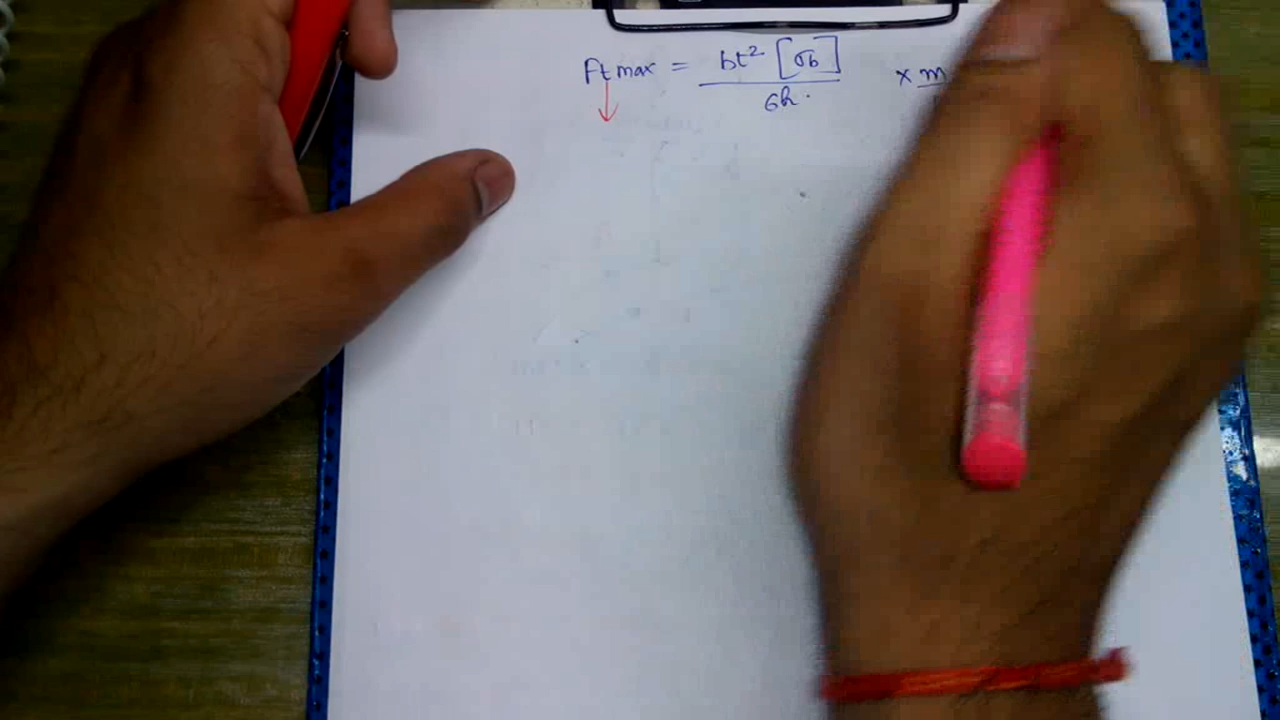 Ft max = bt² [σb] / 6h · × m